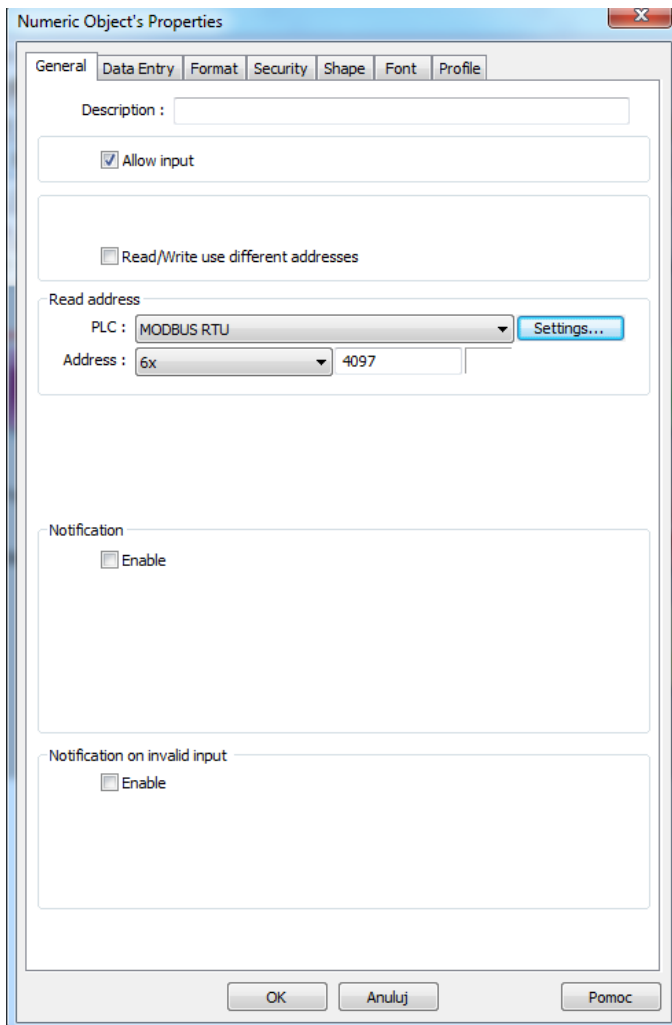 Numeric Object's Properties
General Data Entry Format Security Shape Font Profile
Description :
Allow input
Read/Write use different addresses
Read address
PLC : MODBUS RTU Settings...
Address : 6x 4097
Notification
Enable
Notification on invalid input
Enable
OK Anuluj Pomoc